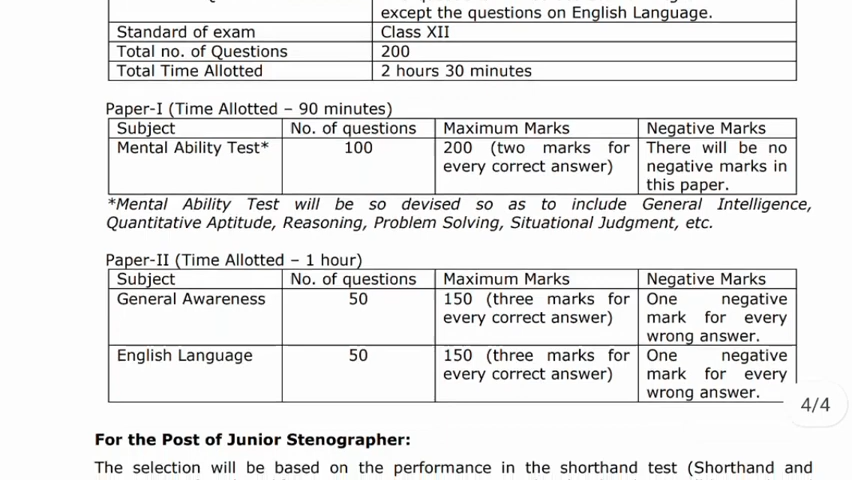 except the questions on English Language.
Standard of exam Class XII
Total no. of Questions 200
Total Time Allotted 2 hours 30 minutes
Paper-I (Time Allotted – 90 minutes)
Subject No. of questions Maximum Marks Negative Marks
Mental Ability Test* 100 200 (two marks for There will be no
every correct answer) negative marks in
this paper.
*Mental Ability Test will be so devised so as to include General Intelligence,
Quantitative Aptitude, Reasoning, Problem Solving, Situational Judgment, etc.
Paper-II (Time Allotted – 1 hour)
Subject No. of questions Maximum Marks Negative Marks
General Awareness 50 150 (three marks for One negative
every correct answer) mark for every
wrong answer.
English Language 50 150 (three marks for One negative
every correct answer) mark for every
wrong answer.
4/4
For the Post of Junior Stenographer:
The selection will be based on the performance in the shorthand test (Shorthand and